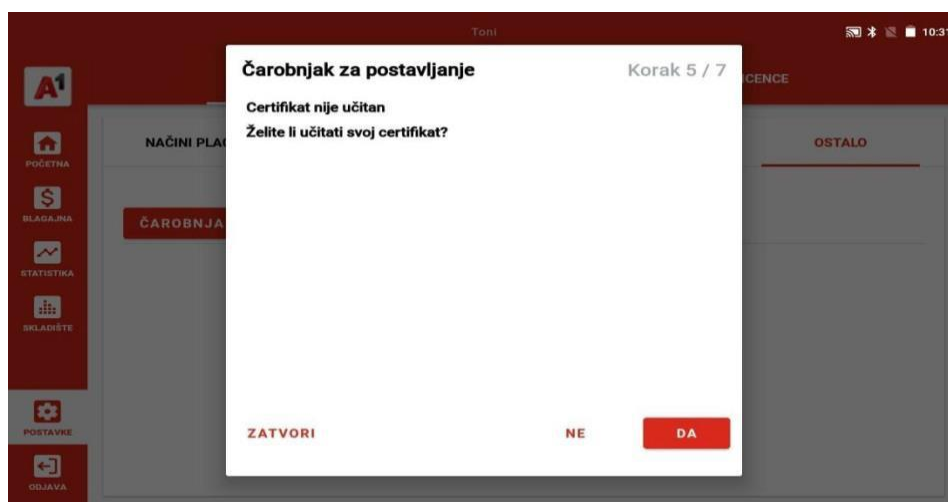 Toni
10:31
A1
ICENCE
Čarobnjak za postavljanje
Korak 5 / 7
Certifikat nije učitan
Želite li učitati svoj certifikat?
NAČINI PLA
OSTALO
POČETNA
BLAGAJNA
ČAROBNJA
STATISTIKA
SKLADIŠTE
ZATVORI
NE
DA
POSTAVKE
ODJAVA